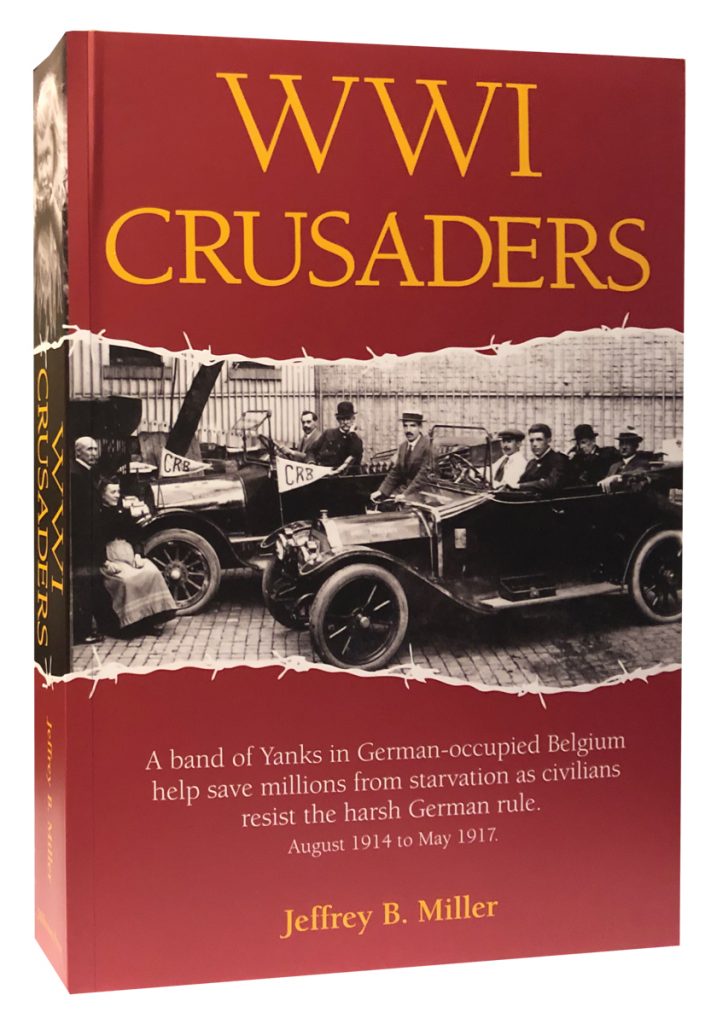 WWI
CRUSADERS
CRB
CRB
A band of Yanks in German-occupied Belgium
help save millions from starvation as civilians
resist the harsh German rule.
August 1914 to May 1917.
Jeffrey B. Miller
WWI
CRUSADERS
Jeffrey B. Miller